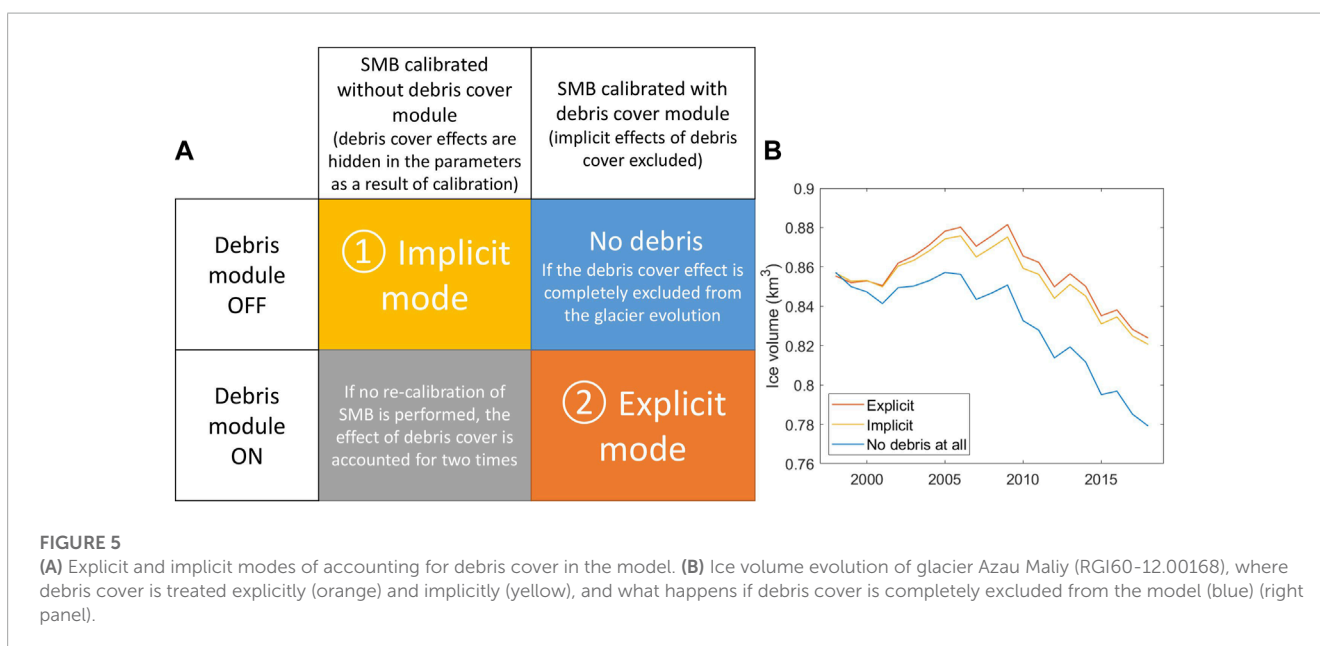 A
SMB calibrated
without debris cover
module
(debris cover effects are
hidden in the parameters
as a result of calibration)
SMB calibrated with
debris cover module
(implicit effects of debris
cover excluded)
Debris
module
OFF
① Implicit
mode
No debris
If the debris cover effect is
completely excluded from
the glacier evolution
Debris
module
ON
If no re-calibration of
SMB is performed, the
effect of debris cover is
accounted for two times
② Explicit
mode
B
Ice volume (km³)
0.9
0.88
0.86
0.84
0.82
0.8
0.78
0.76
Explicit
Implicit
No debris at all
2000 2005 2010 2015
FIGURE 5
(A) Explicit and implicit modes of accounting for debris cover in the model. (B) Ice volume evolution of glacier Azau Maliy (RGI60-12.00168), where
debris cover is treated explicitly (orange) and implicitly (yellow), and what happens if debris cover is completely excluded from the model (blue) (right
panel).